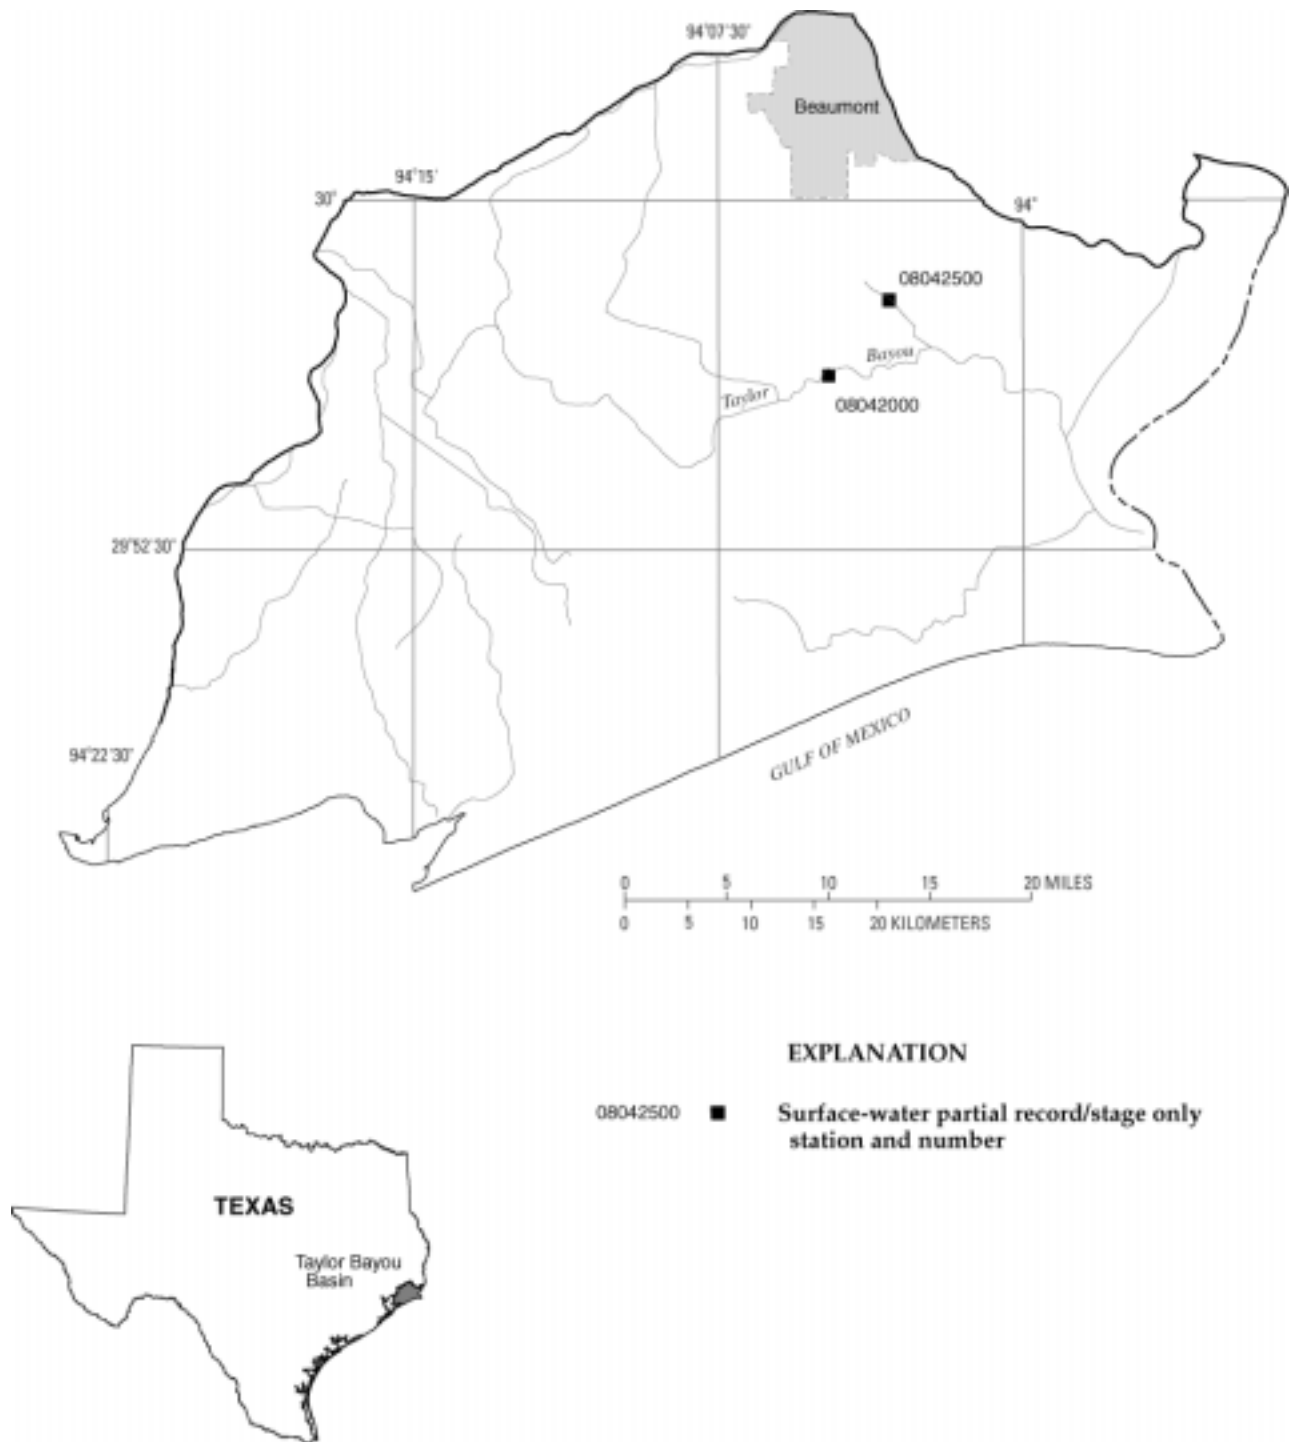 94°07'30"
Beaumont
94°15'
30°
94°
08042500
Bayou
Taylor
08042000
29°52'30"
94°22'30"
GULF OF MEXICO
0 5 10 15 20 MILES
0 5 10 15 20 KILOMETERS
EXPLANATION
08042500 Surface-water partial record/stage only
station and number
TEXAS
Taylor Bayou
Basin